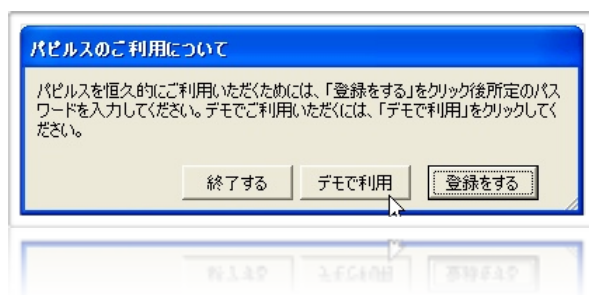 パピルスのご利用について
パピルスを恒久的にご利用いただくためには、「登録をする」をクリック後所定のパス
ワードを入力してください。デモでご利用いただくには、「デモで利用」をクリックしてく
ださい。
終了する デモで利用 登録をする